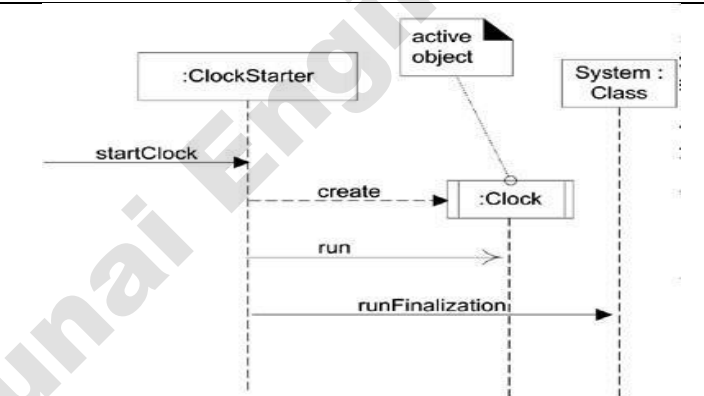 active
object
:ClockStarter
System :
Class
startClock
create
:Clock
run
runFinalization